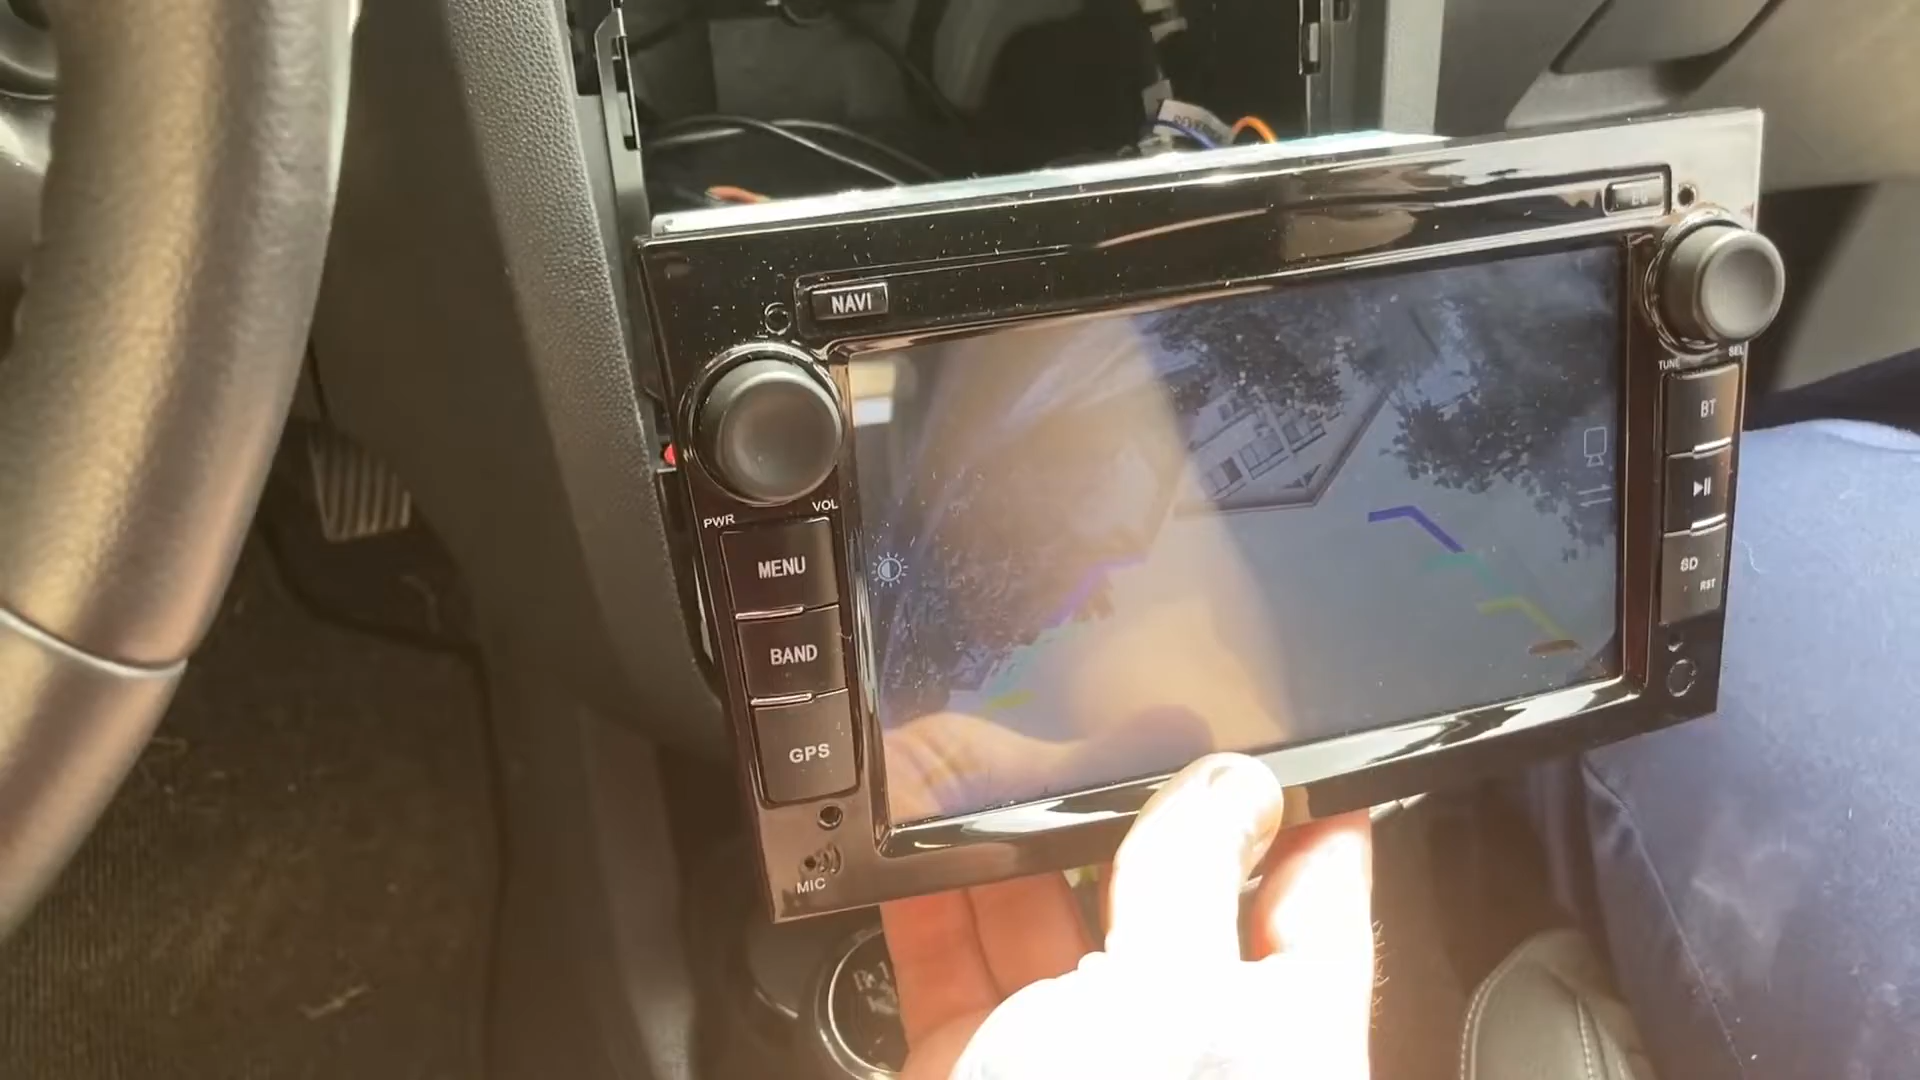 NAVI
PWR
VOL
MENU
BAND
GPS
MIC
TUNE
SEL
BT
SD
RST